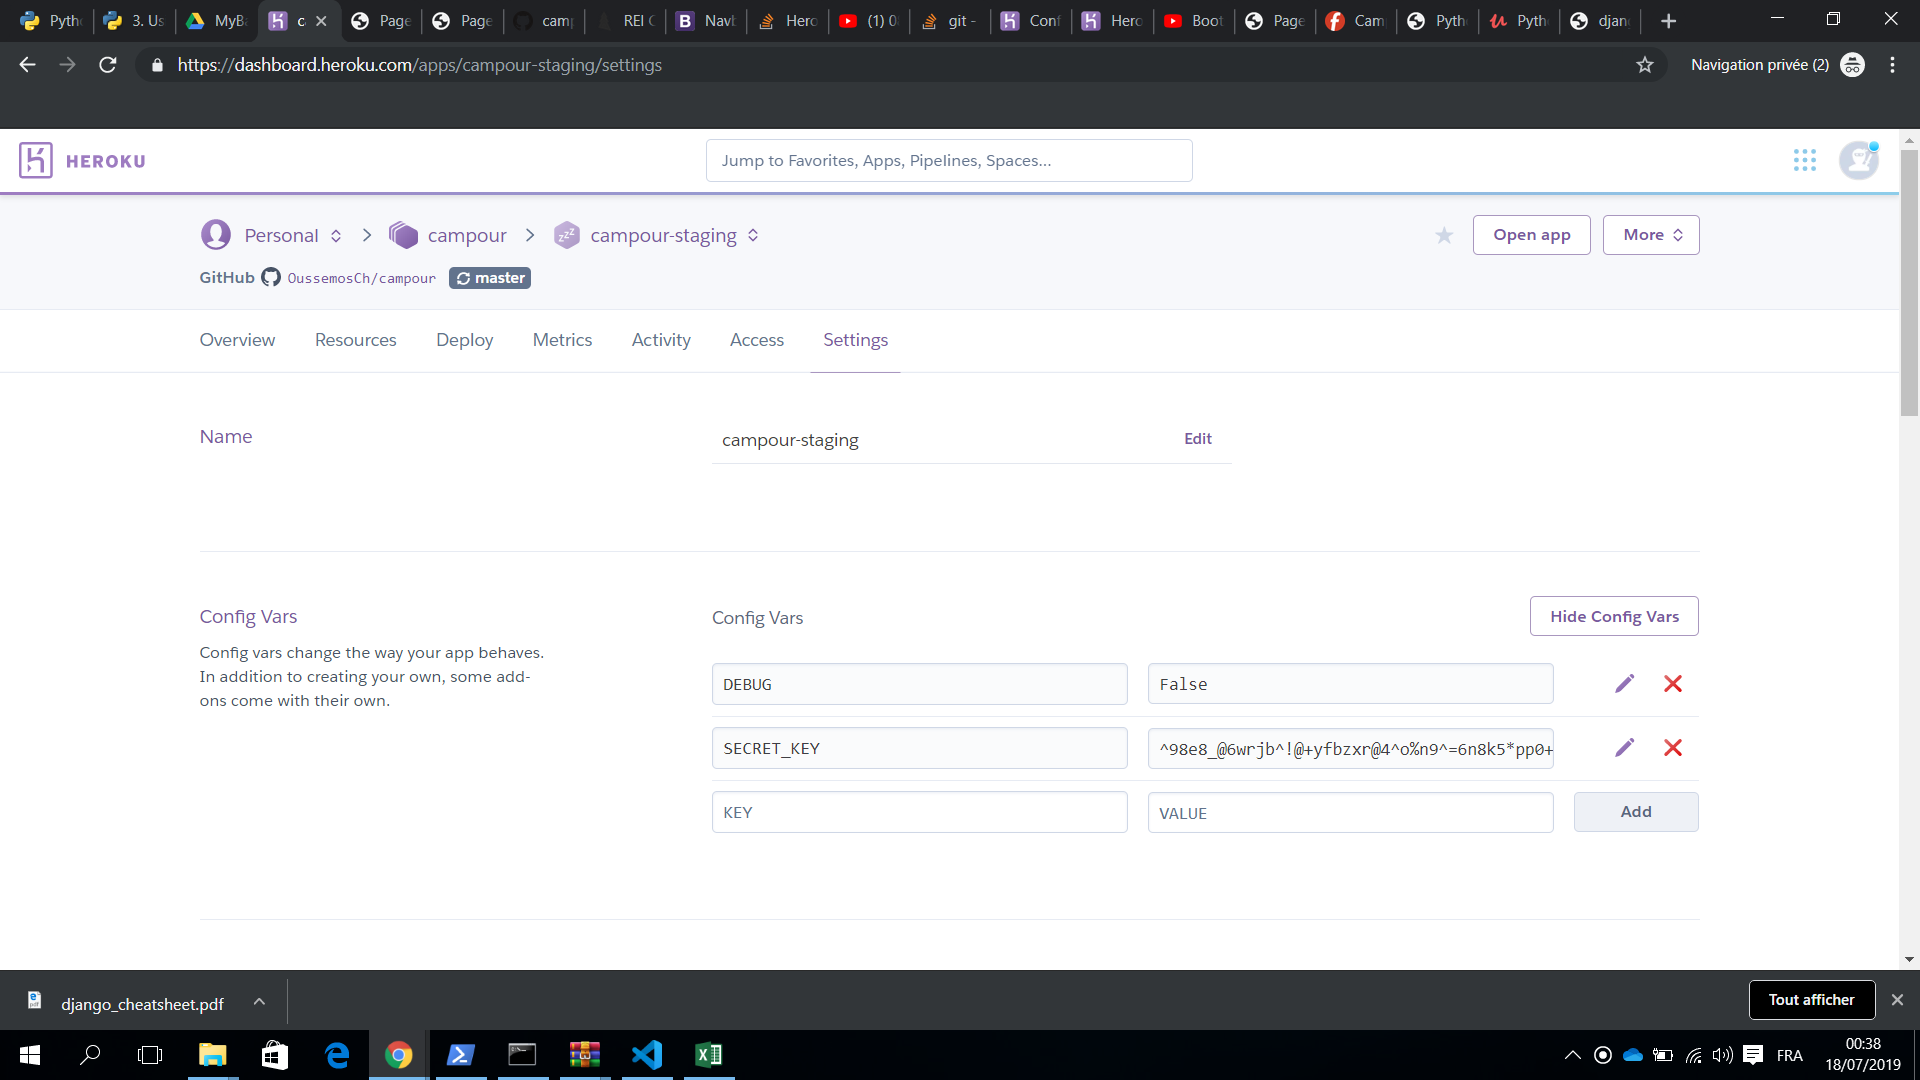 Pyth
3. Us
MyBa
c
Page
Page
camp
REI C
Navb
Hero
(1) 0
git -
Conf
Hero
Boot
Page
Cam
Pyth
Pyth
djan
https://dashboard.heroku.com/apps/campour-staging/settings
Navigation privée (2)
HEROKU
Jump to Favorites, Apps, Pipelines, Spaces...
Personal
campour
campour-staging
Open app
More
GitHub OussemosCh/campour master
Overview
Resources
Deploy
Metrics
Activity
Access
Settings
Name
campour-staging
Edit
Config Vars
Config vars change the way your app behaves.
In addition to creating your own, some add-
ons come with their own.
Config Vars
Hide Config Vars
DEBUG
False
SECRET_KEY
^98e8_@6wrjb^!@+yfbzxr@4^o%n9^=6n8k5*pp0+
KEY
VALUE
Add
django_cheatsheet.pdf
Tout afficher
FRA
00:38
18/07/2019